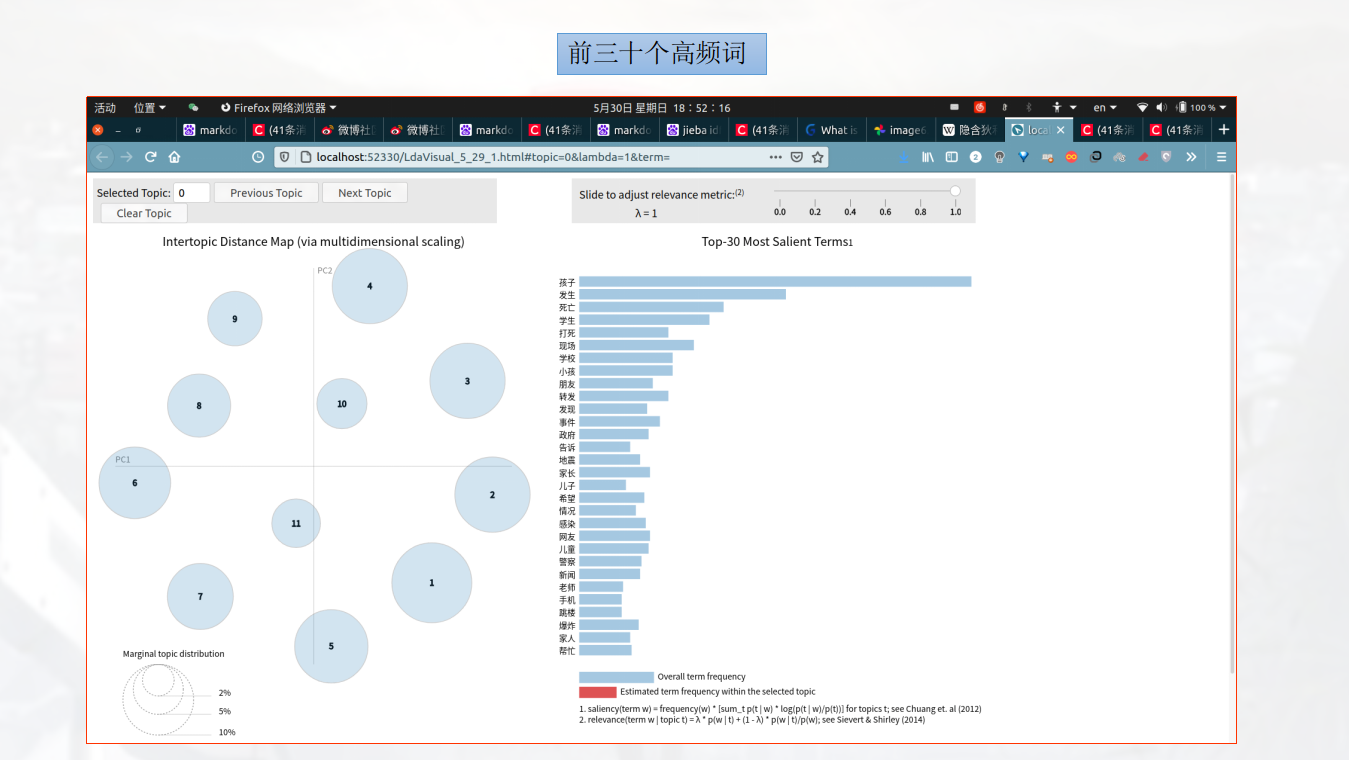 前三十个高频词
活动 位置 Firefox 网络浏览器 5月30日 星期日 18:52:16 en 100 %
markdo (41条消 微博社 微博社 markdo (41条消 markdo jieba id (41条消 What is image6 隐含狄 loca (41条消 (41条消
localhost:52330/LdaVisual_5_29_1.html#topic=0&lambda=1&term=
Selected Topic: 0 Previous Topic Next Topic
Clear Topic
Slide to adjust relevance metric:(2)
λ = 1
0.0 0.2 0.4 0.6 0.8 1.0
Intertopic Distance Map (via multidimensional scaling)
PC2
4
9
3
8
10
PC1
6
2
11
1
7
5
Marginal topic distribution
2%
5%
10%
Top-30 Most Salient Terms1
孩子
发生
死亡
学生
打死
现场
学校
小孩
朋友
转发
发现
事件
政府
告诉
地震
家长
儿子
希望
情况
感染
网友
儿童
警察
新闻
老师
手机
跳楼
爆炸
家人
帮忙
Overall term frequency
Estimated term frequency within the selected topic
1. saliency(term w) = frequency(w) * [sum_t p(t | w) * log(p(t | w)/p(t))] for topics t; see Chuang et. al (2012)
2. relevance(term w | topic t) = λ * p(w | t) + (1 - λ) * p(w | t)/p(w); see Sievert & Shirley (2014)